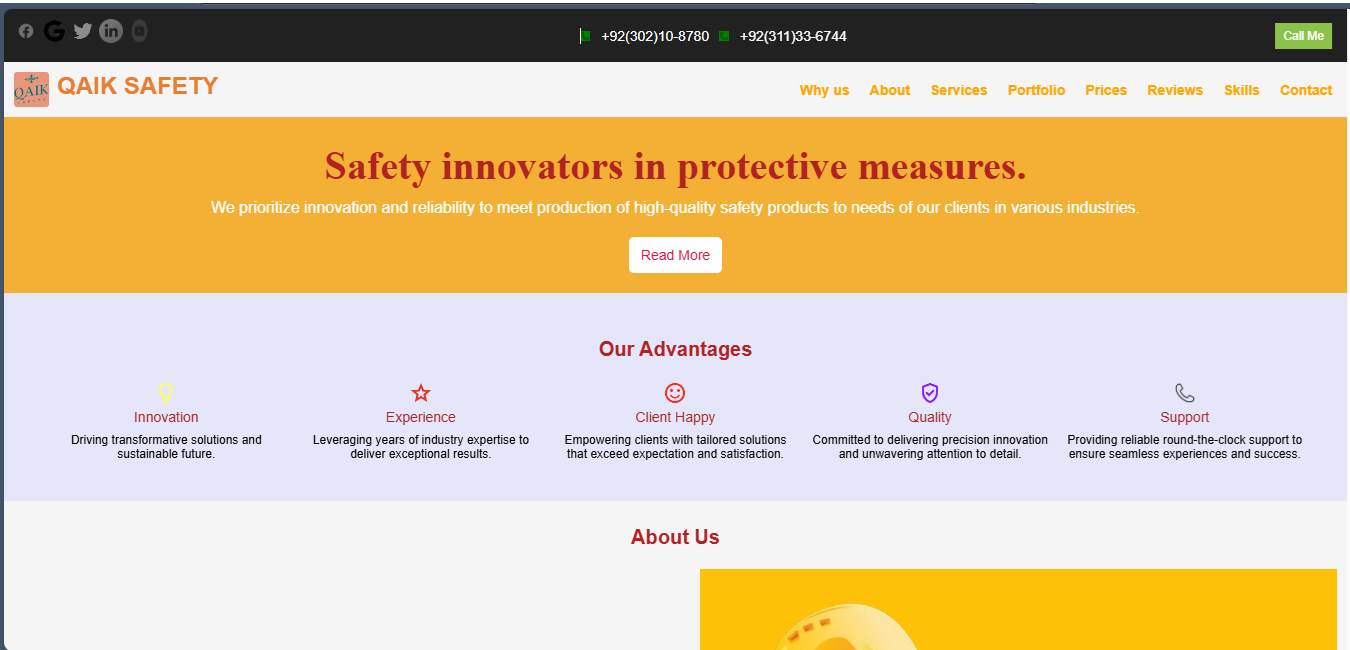 +92(302)10-8780 +92(311)33-6744
Call Me
QAIK
QAIK SAFETY
Why us About Services Portfolio Prices Reviews Skills Contact
Safety innovators in protective measures.
We prioritize innovation and reliability to meet production of high-quality safety products to needs of our clients in various industries.
Read More
Our Advantages
Innovation
Driving transformative solutions and
sustainable future.
Experience
Leveraging years of industry expertise to
deliver exceptional results.
Client Happy
Empowering clients with tailored solutions
that exceed expectation and satisfaction.
Quality
Committed to delivering precision innovation
and unwavering attention to detail.
Support
Providing reliable round-the-clock support to
ensure seamless experiences and success.
About Us